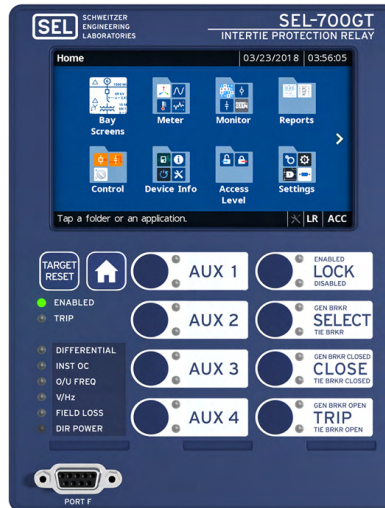 SEL
SCHWEITZER
ENGINEERING
LABORATORIES
SEL-700GT
INTERTIE PROTECTION RELAY
Home 03/23/2018 03:56:05
Bay Screens
Meter
Monitor
Reports
Control
Device Info
Access Level
Settings
Tap a folder or an application. LR ACC
TARGET
RESET
ENABLED
TRIP
DIFFERENTIAL
INST OC
O/U FREQ
V/Hz
FIELD LOSS
DIR POWER
AUX 1
AUX 2
AUX 3
AUX 4
ENABLED
LOCK
DISABLED
GEN BRKR
SELECT
TIE BRKR
GEN BRKR CLOSED
CLOSE
TIE BRKR CLOSED
GEN BRKR OPEN
TRIP
TIE BRKR OPEN
PORT F